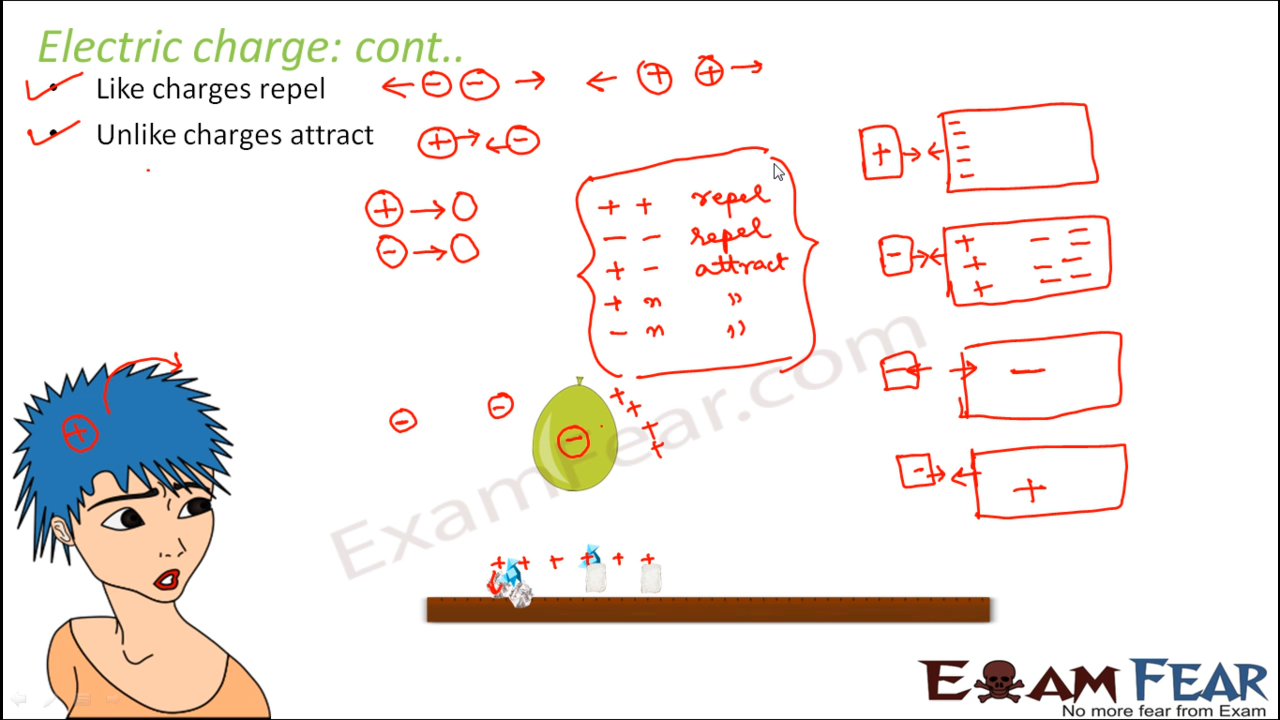 Electric charge: cont..
Like charges repel
← ⊖ ⊖ → ← ⊕ ⊕ →
Unlike charges attract
⊕→ ←⊖
⊕ → O
⊖ → O
+ + repel
− − repel
+ − attract
+ n ,,
− n ,,
+ → ← − − − − −
− → ← + + + − − − − − −
− ← → −
− → ← +
⊕
⊖ ⊖ ⊖ + + + +
+ + + + + +
ExamFear.com
EXAM FEAR
No more fear from Exam